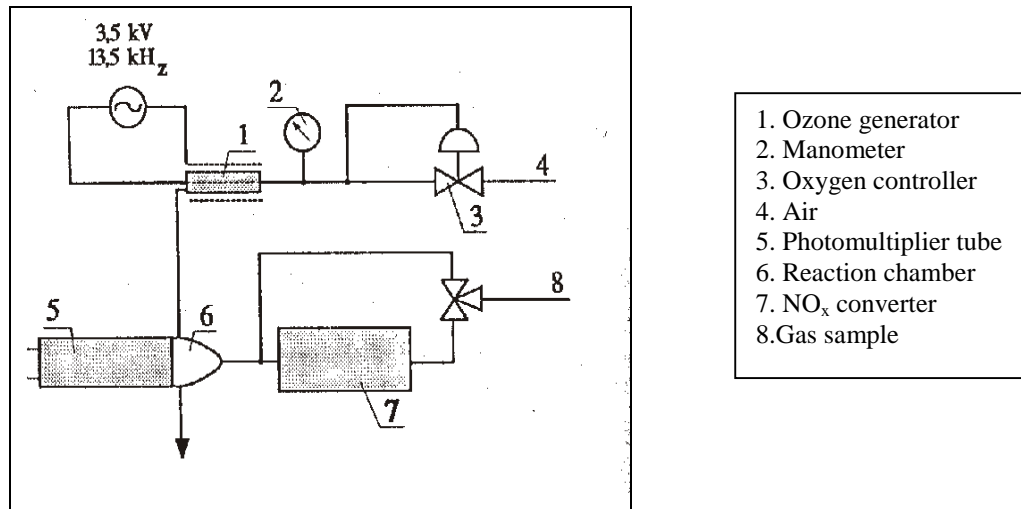 3,5 kV
13,5 kHz
2
1
4
3
8
5
6
7
1. Ozone generator
2. Manometer
3. Oxygen controller
4. Air
5. Photomultiplier tube
6. Reaction chamber
7. NOx converter
8.Gas sample